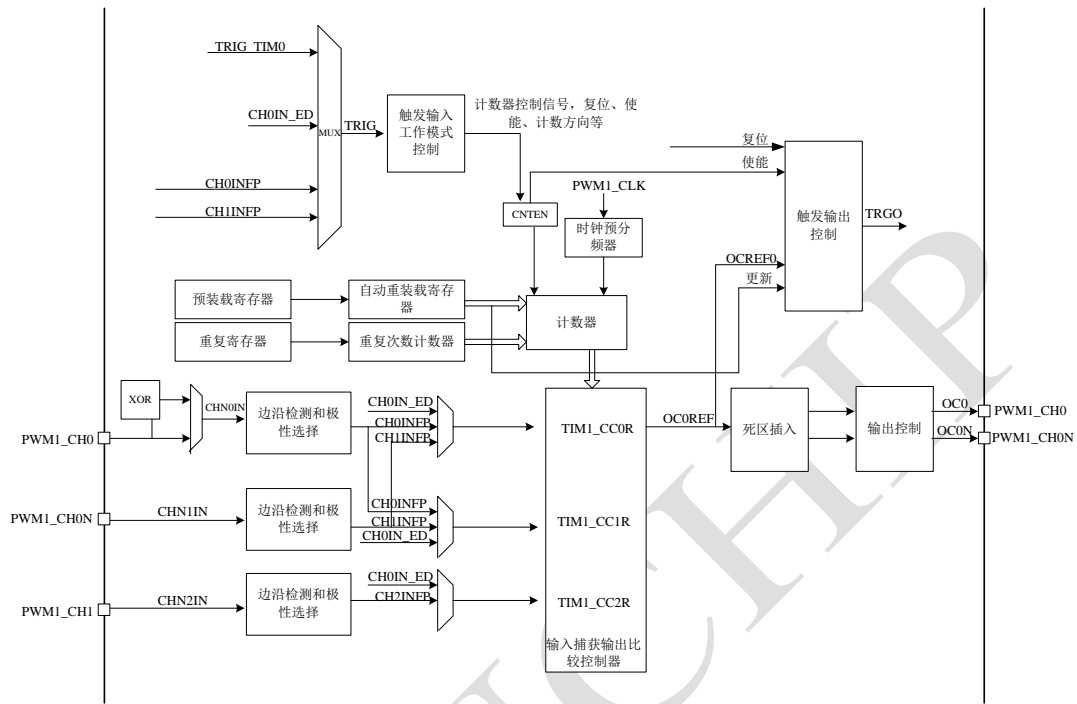 TRIG_TIM0
CH0IN_ED
CH0INFP
CH1INFP
MUX
TRIG
触发输入
工作模式
控制
计数器控制信号，复位、使
能、计数方向等
CNTEN
PWM1_CLK
时钟预分
频器
复位
使能
OCREF0
更新
触发输出
控制
TRGO
预装载寄存器
自动重装载寄存
器
重复寄存器
重复次数计数器
计数器
PWM1_CH0
XOR
CHN0IN
边沿检测和极
性选择
CH0IN_ED
CH0INFP
CH1INFP
PWM1_CH0N
CHN1IN
边沿检测和极
性选择
CH0INFP
CH1INFP
CH0IN_ED
PWM1_CH1
CHN2IN
边沿检测和极
性选择
CH0IN_ED
CH2INFP
TIM1_CC0R
TIM1_CC1R
TIM1_CC2R
输入捕获输出比
较控制器
OC0REF
死区插入
输出控制
OC0
OC0N
PWM1_CH0
PWM1_CH0N